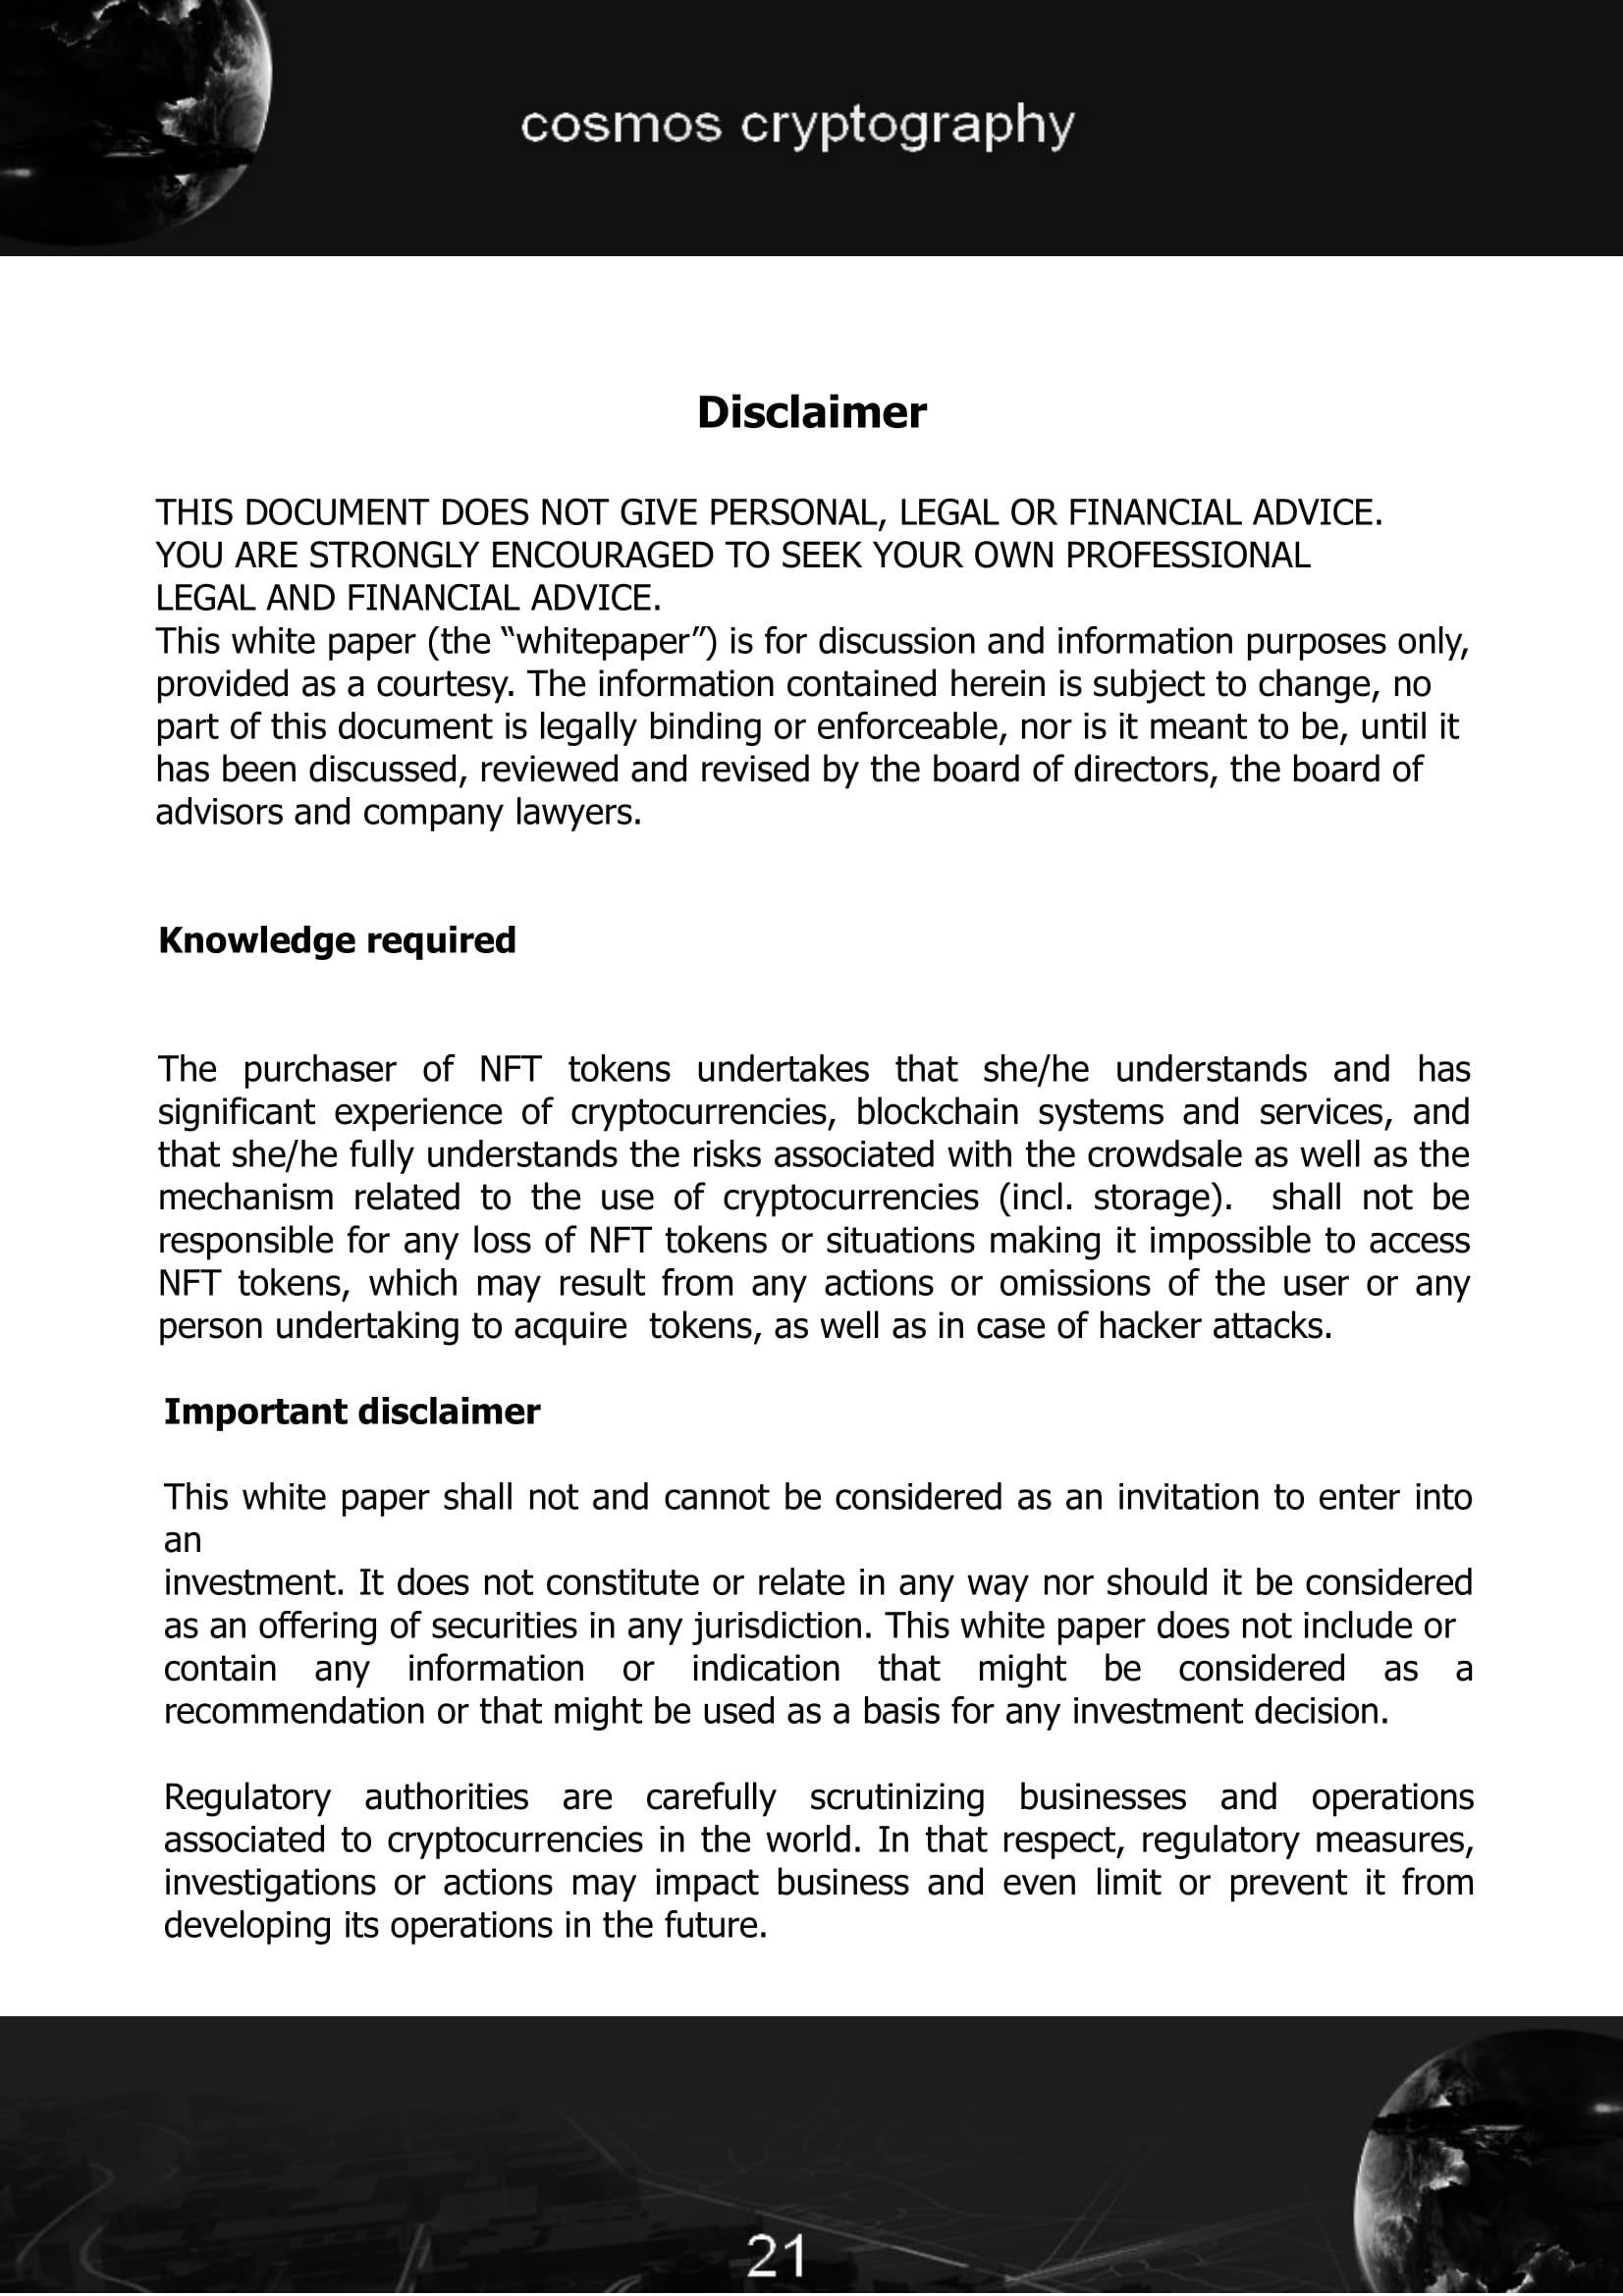 cosmos cryptography
Disclaimer
THIS DOCUMENT DOES NOT GIVE PERSONAL, LEGAL OR FINANCIAL ADVICE.
YOU ARE STRONGLY ENCOURAGED TO SEEK YOUR OWN PROFESSIONAL
LEGAL AND FINANCIAL ADVICE.
This white paper (the “whitepaper”) is for discussion and information purposes only,
provided as a courtesy. The information contained herein is subject to change, no
part of this document is legally binding or enforceable, nor is it meant to be, until it
has been discussed, reviewed and revised by the board of directors, the board of
advisors and company lawyers.
Knowledge required
The purchaser of NFT tokens undertakes that she/he understands and has
significant experience of cryptocurrencies, blockchain systems and services, and
that she/he fully understands the risks associated with the crowdsale as well as the
mechanism related to the use of cryptocurrencies (incl. storage). shall not be
responsible for any loss of NFT tokens or situations making it impossible to access
NFT tokens, which may result from any actions or omissions of the user or any
person undertaking to acquire tokens, as well as in case of hacker attacks.
Important disclaimer
This white paper shall not and cannot be considered as an invitation to enter into
an
investment. It does not constitute or relate in any way nor should it be considered
as an offering of securities in any jurisdiction. This white paper does not include or
contain any information or indication that might be considered as a
recommendation or that might be used as a basis for any investment decision.
Regulatory authorities are carefully scrutinizing businesses and operations
associated to cryptocurrencies in the world. In that respect, regulatory measures,
investigations or actions may impact business and even limit or prevent it from
developing its operations in the future.
21